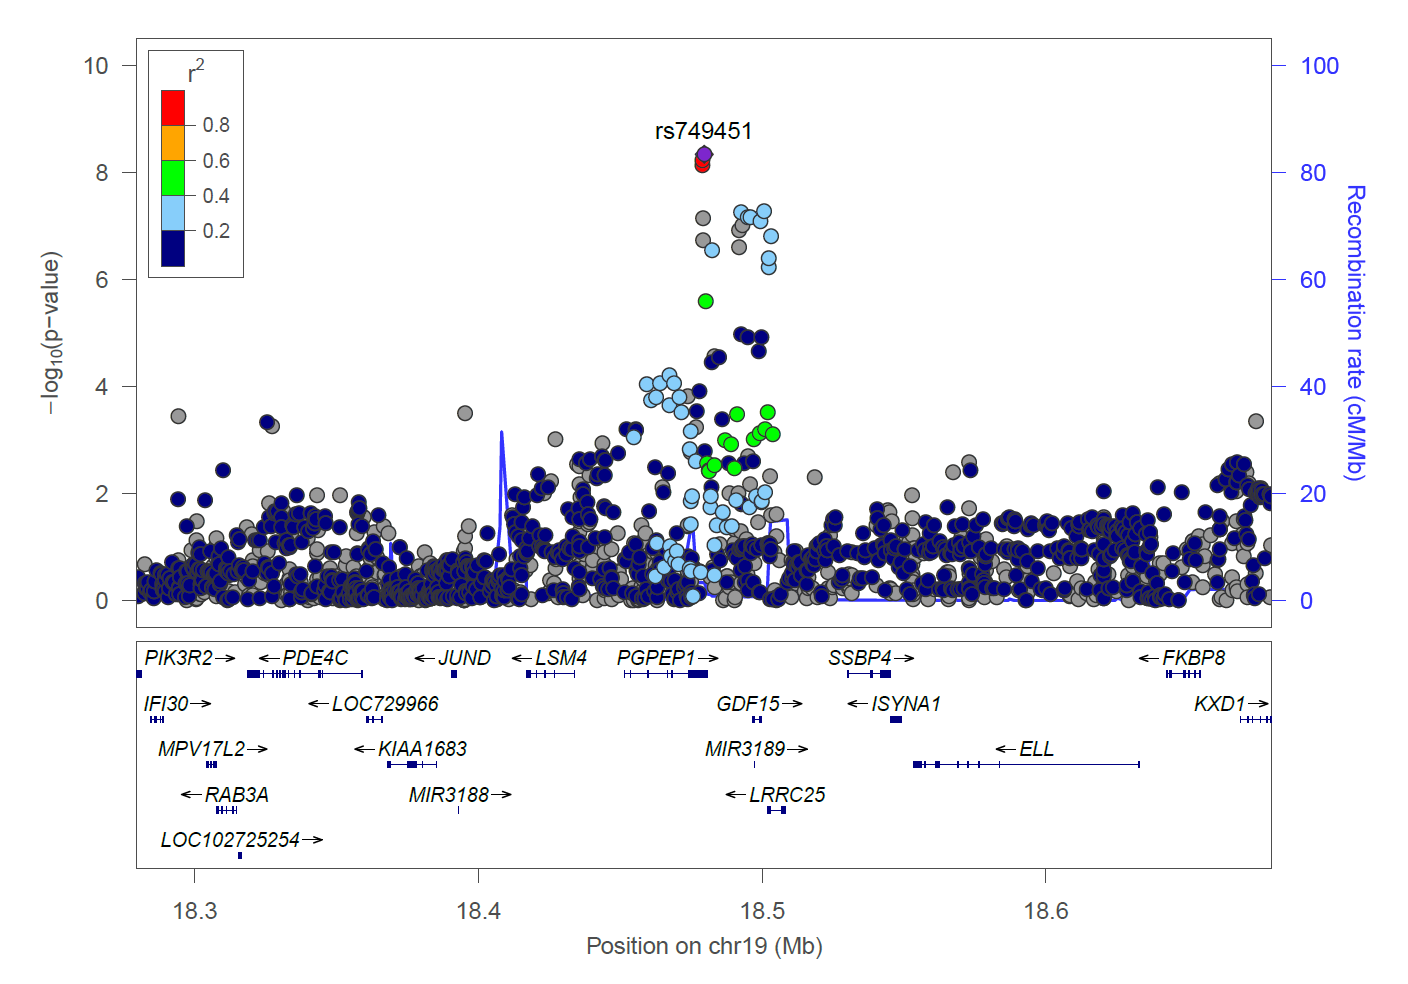 10
100
r2
0.8
0.6
0.4
0.2
rs749451
8
80
6
60
4
40
2
20
0
0
−log10(p−value)
Recombination rate (cM/Mb)
PIK3R2
PDE4C
JUND
LSM4
PGPEP1
SSBP4
FKBP8
IFI30
LOC729966
GDF15
ISYNA1
KXD1
MPV17L2
KIAA1683
MIR3189
ELL
RAB3A
MIR3188
LRRC25
LOC102725254
18.3
18.4
18.5
18.6
Position on chr19 (Mb)